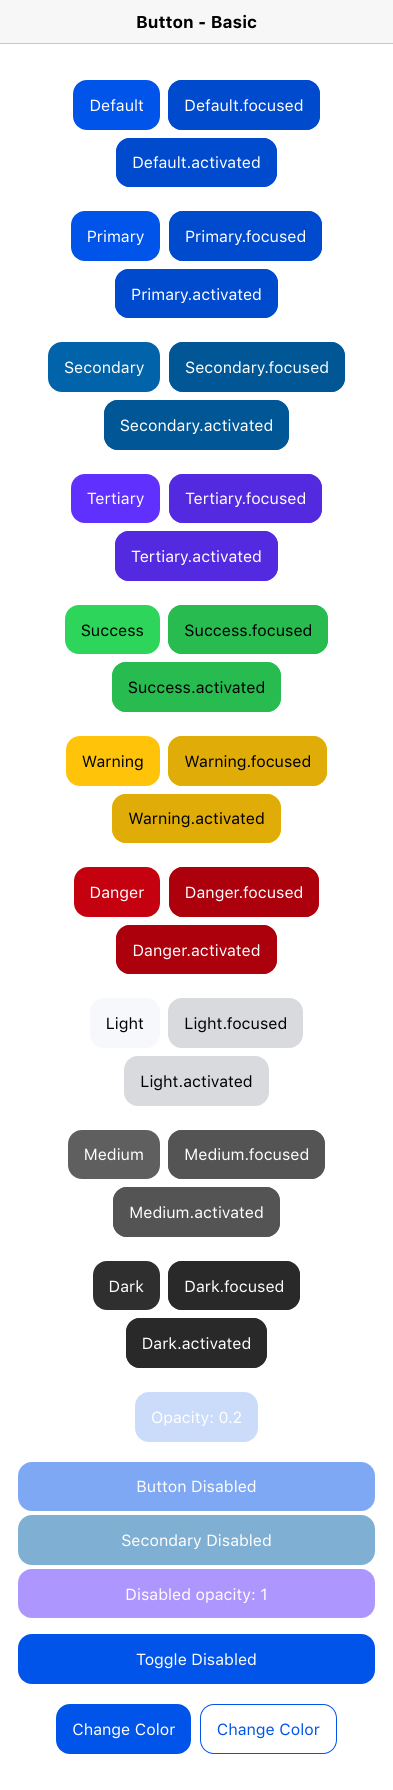 Button - Basic
Default Default.focused
Default.activated
Primary Primary.focused
Primary.activated
Secondary Secondary.focused
Secondary.activated
Tertiary Tertiary.focused
Tertiary.activated
Success Success.focused
Success.activated
Warning Warning.focused
Warning.activated
Danger Danger.focused
Danger.activated
Light Light.focused
Light.activated
Medium Medium.focused
Medium.activated
Dark Dark.focused
Dark.activated
Opacity: 0.2
Button Disabled
Secondary Disabled
Disabled opacity: 1
Toggle Disabled
Change Color Change Color